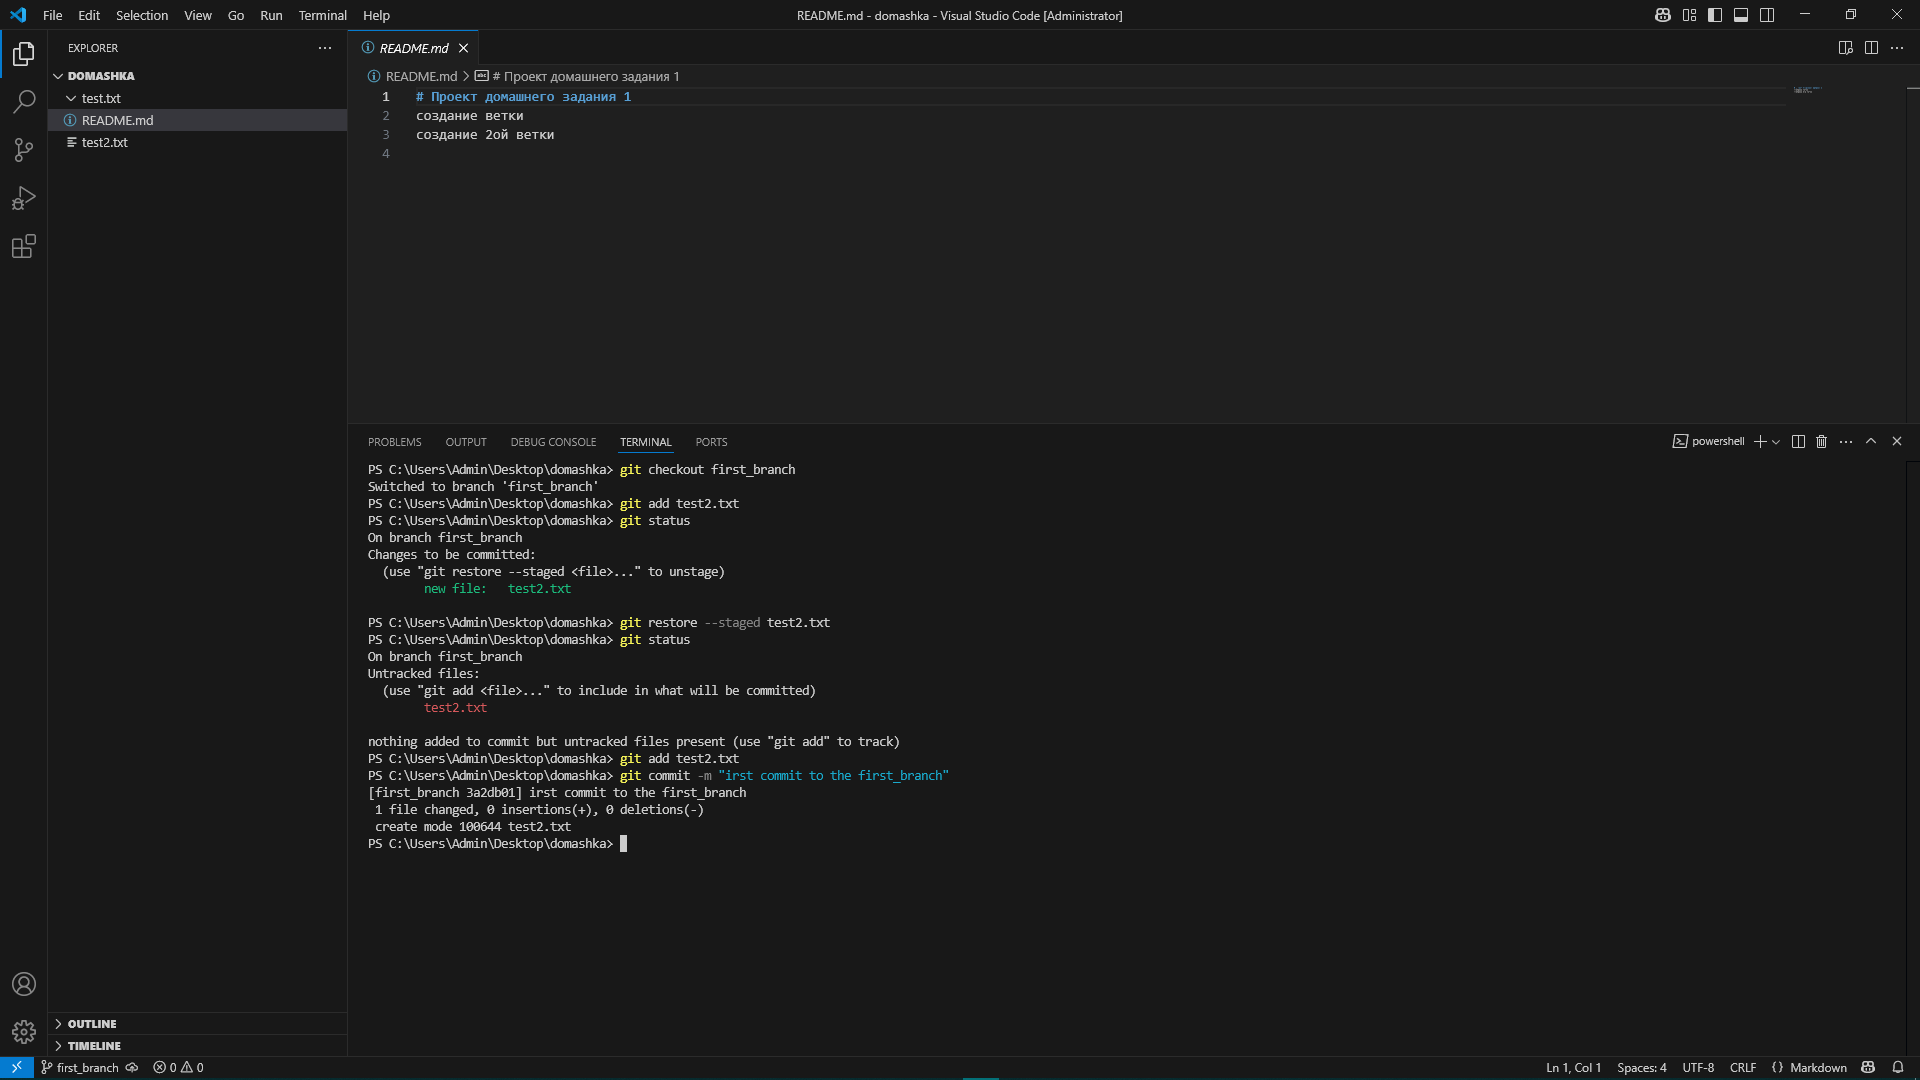 File Edit Selection View Go Run Terminal Help
README.md - domashka - Visual Studio Code [Administrator]
EXPLORER
DOMASHKA
test.txt
README.md
test2.txt
OUTLINE
TIMELINE
README.md
README.md > # Проект домашнего задания 1
1 # Проект домашнего задания 1
2 создание ветки
3 создание 2ой ветки
4
PROBLEMS OUTPUT DEBUG CONSOLE TERMINAL PORTS
powershell
PS C:\Users\Admin\Desktop\domashka> git checkout first_branch
Switched to branch 'first_branch'
PS C:\Users\Admin\Desktop\domashka> git add test2.txt
PS C:\Users\Admin\Desktop\domashka> git status
On branch first_branch
Changes to be committed:
(use "git restore --staged <file>..." to unstage)
new file: test2.txt
PS C:\Users\Admin\Desktop\domashka> git restore --staged test2.txt
PS C:\Users\Admin\Desktop\domashka> git status
On branch first_branch
Untracked files:
(use "git add <file>..." to include in what will be committed)
test2.txt
nothing added to commit but untracked files present (use "git add" to track)
PS C:\Users\Admin\Desktop\domashka> git add test2.txt
PS C:\Users\Admin\Desktop\domashka> git commit -m "irst commit to the first_branch"
[first_branch 3a2db01] irst commit to the first_branch
1 file changed, 0 insertions(+), 0 deletions(-)
create mode 100644 test2.txt
PS C:\Users\Admin\Desktop\domashka>
first_branch 0 0
Ln 1, Col 1 Spaces: 4 UTF-8 CRLF {} Markdown